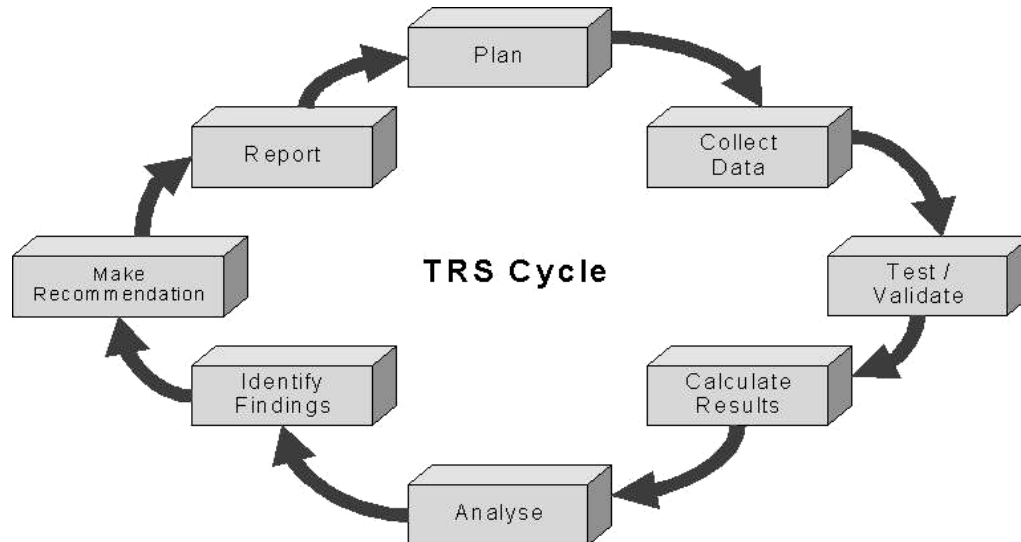 Plan
Collect
Data
Test /
Validate
Calculate
Results
Analyse
Identify
Findings
Make
Recommendation
Report
TRS Cycle